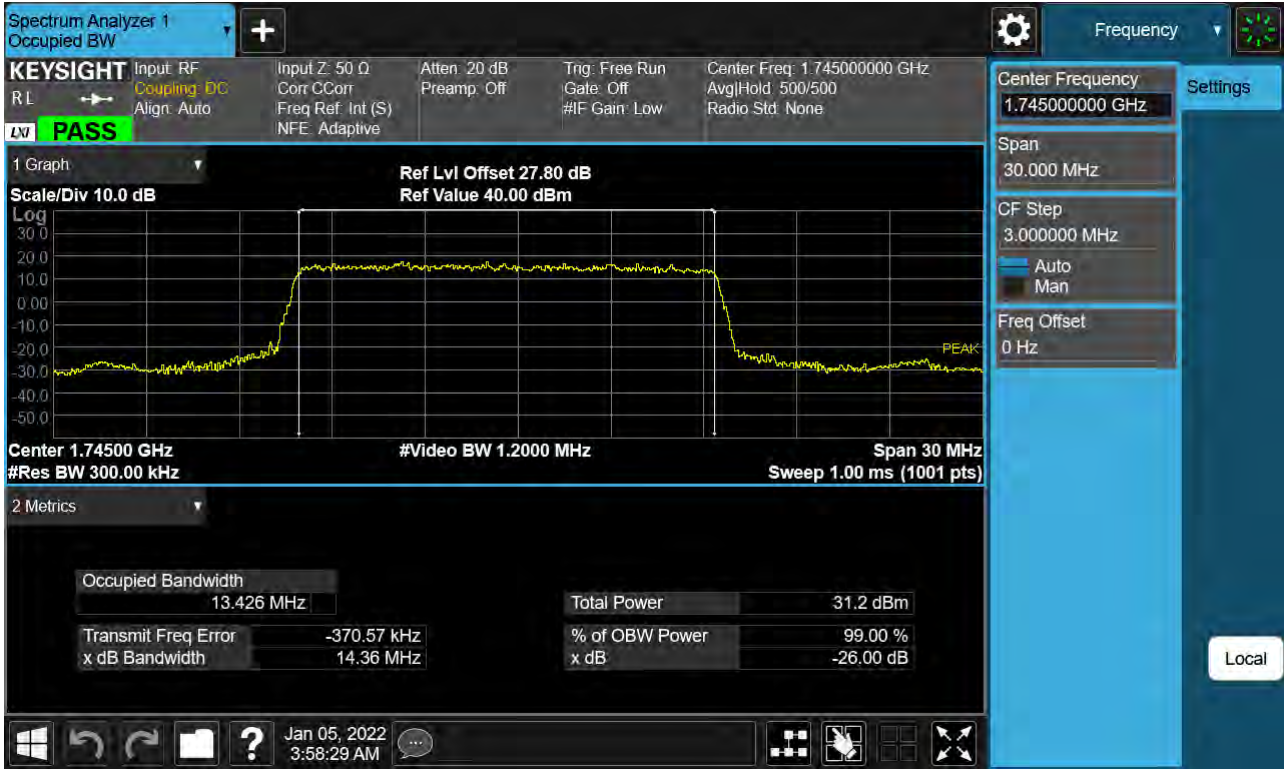 Spectrum Analyzer 1
Occupied BW
+
Frequency
KEYSIGHT
R L
LXI PASS
Input: RF
Coupling: DC
Align: Auto
Input Z: 50 Ω
Corr CCorr
Freq Ref: Int (S)
NFE: Adaptive
Atten: 20 dB
Preamp: Off
Trig: Free Run
Gate: Off
#IF Gain: Low
Center Freq: 1.745000000 GHz
Avg|Hold: 500/500
Radio Std: None
Center Frequency
1.745000000 GHz
Settings
Span
30.000 MHz
CF Step
3.000000 MHz
Auto
Man
Freq Offset
0 Hz
1 Graph
Scale/Div 10.0 dB
Ref Lvl Offset 27.80 dB
Ref Value 40.00 dBm
Log
30.0
20.0
10.0
0.00
-10.0
-20.0
-30.0
-40.0
-50.0
PEAK
Center 1.74500 GHz
#Video BW 1.2000 MHz
Span 30 MHz
#Res BW 300.00 kHz
Sweep 1.00 ms (1001 pts)
2 Metrics
Occupied Bandwidth
13.426 MHz
Total Power 31.2 dBm
Transmit Freq Error -370.57 kHz
% of OBW Power 99.00 %
x dB Bandwidth 14.36 MHz
x dB -26.00 dB
Local
?
Jan 05, 2022
3:58:29 AM